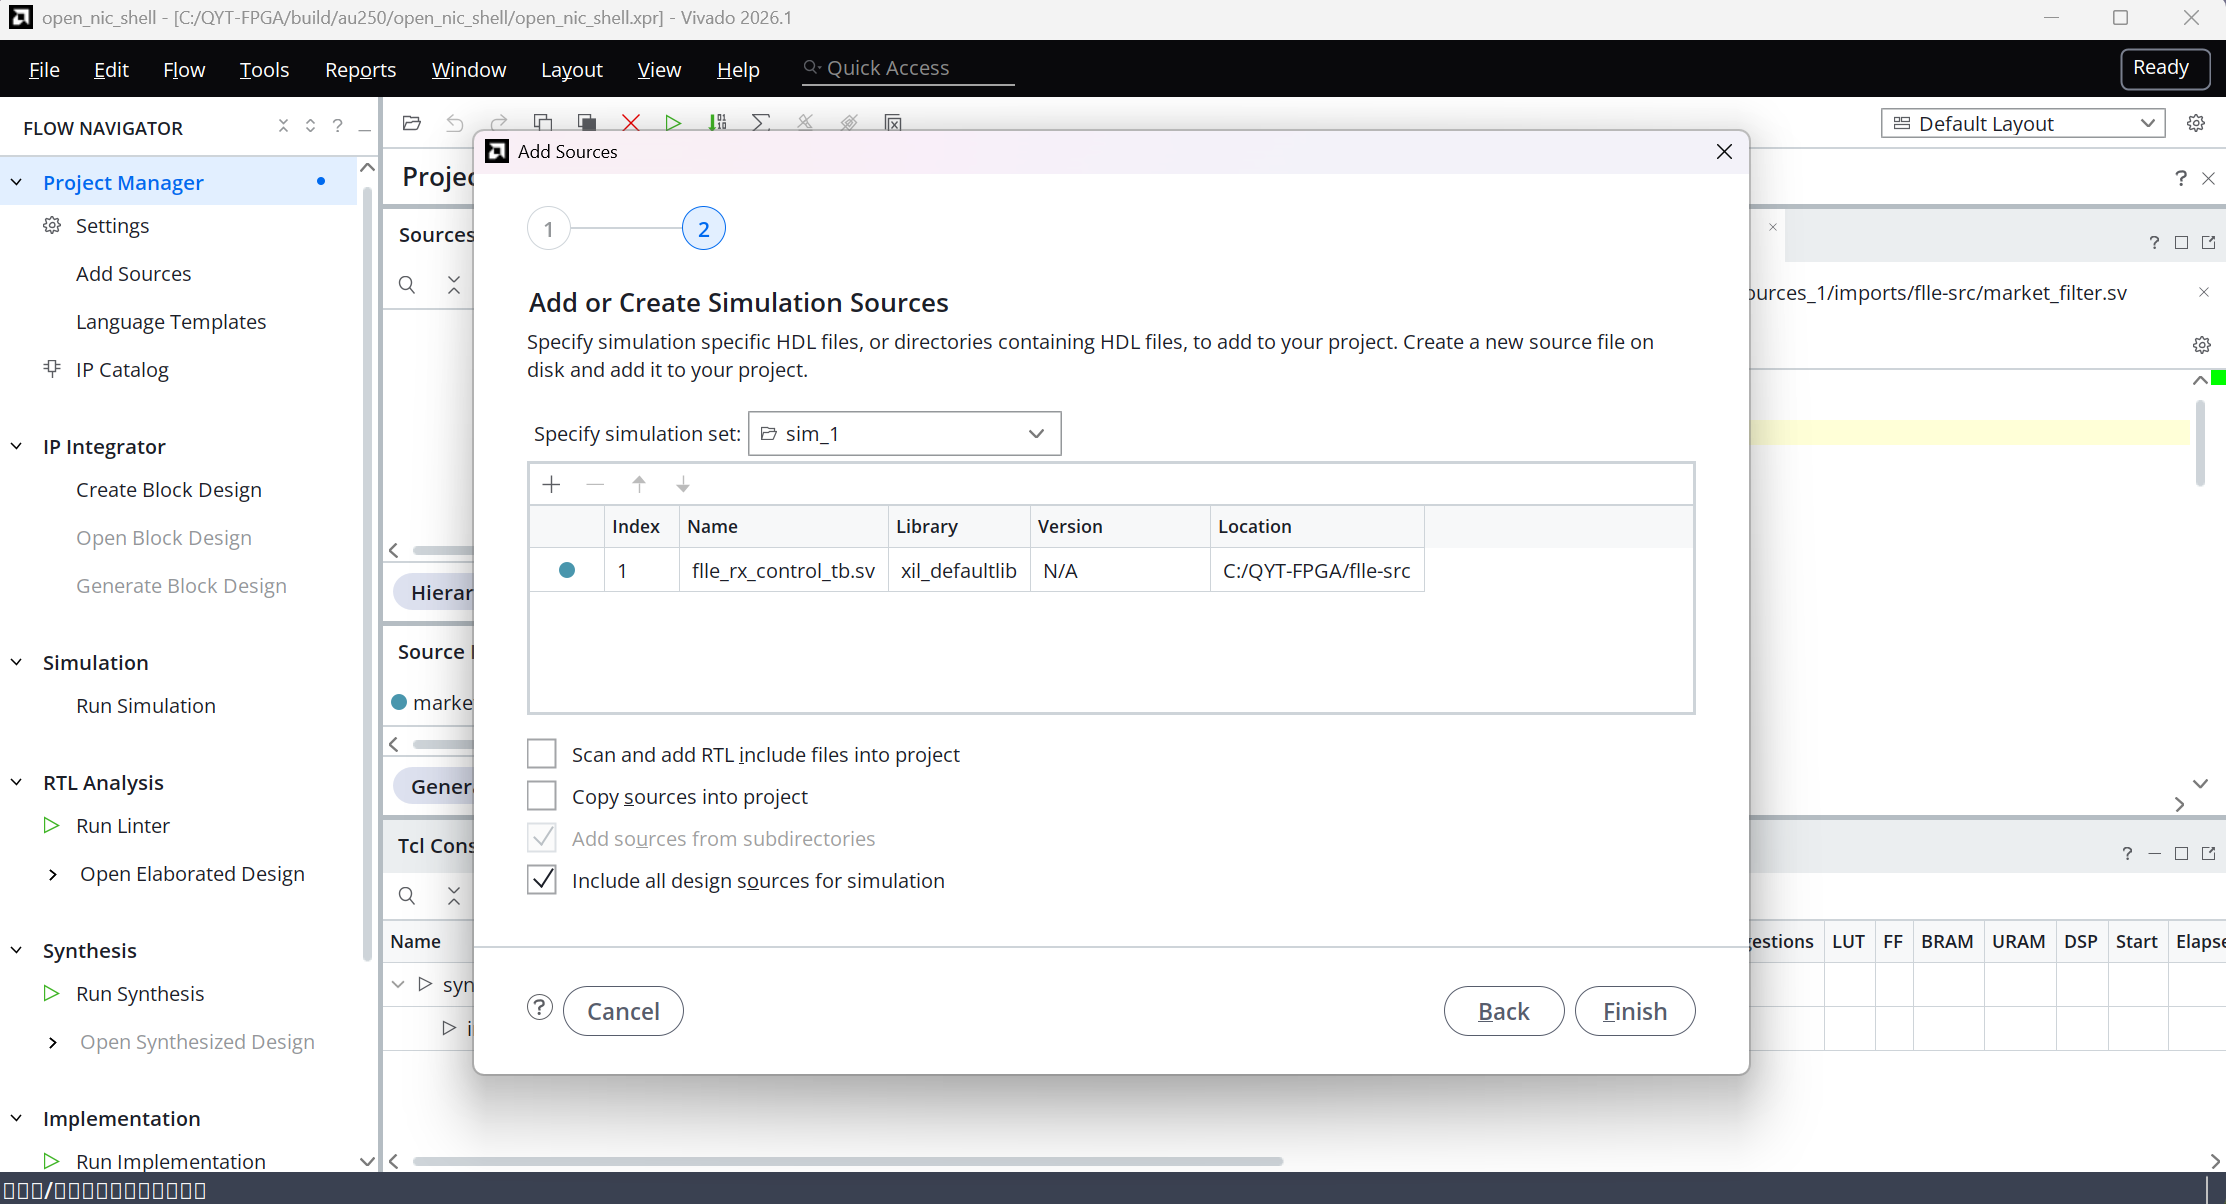 open_nic_shell - [C:/QYT-FPGA/build/au250/open_nic_shell/open_nic_shell.xpr] - Vivado 2026.1
File Edit Flow Tools Reports Window Layout View Help Quick Access Ready
FLOW NAVIGATOR
Default Layout
Project Manager
Settings
Add Sources
Language Templates
IP Catalog
IP Integrator
Create Block Design
Open Block Design
Generate Block Design
Simulation
Run Simulation
RTL Analysis
Run Linter
Open Elaborated Design
Synthesis
Run Synthesis
Open Synthesized Design
Implementation
Run Implementation
Sources
Tcl Cons
Name
Add Sources
1 2
Add or Create Simulation Sources
Specify simulation specific HDL files, or directories containing HDL files, to add to your project. Create a new source file on
disk and add it to your project.
Specify simulation set: sim_1
Index Name Library Version Location
1 flle_rx_control_tb.sv xil_defaultlib N/A C:/QYT-FPGA/flle-src
Scan and add RTL include files into project
Copy sources into project
Add sources from subdirectories
Include all design sources for simulation
Cancel Back Finish
ources_1/imports/flle-src/market_filter.sv
estions LUT FF BRAM URAM DSP Start Elapse